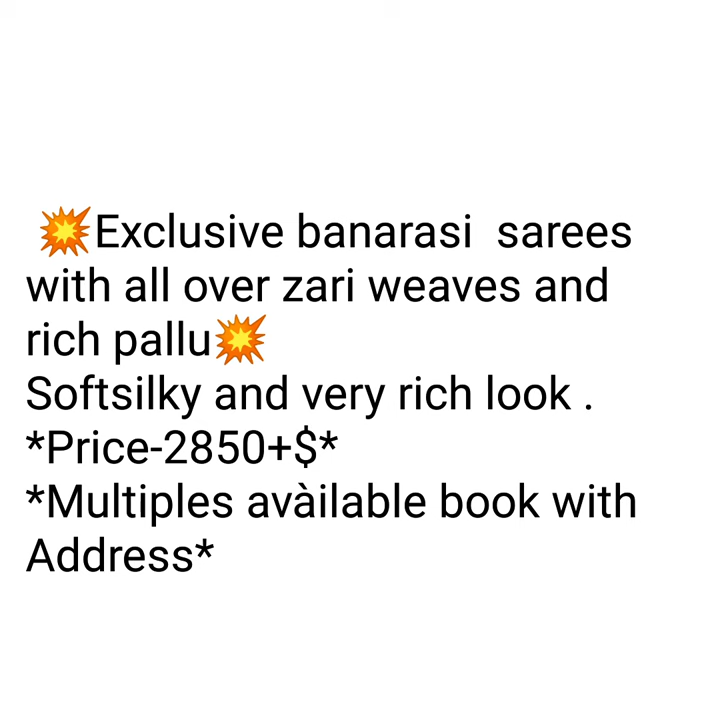 💥Exclusive banarasi  sarees
with all over zari weaves and
rich pallu💥
Softsilky and very rich look .
*Price-2850+$*
*Multiples avàilable book with
Address*